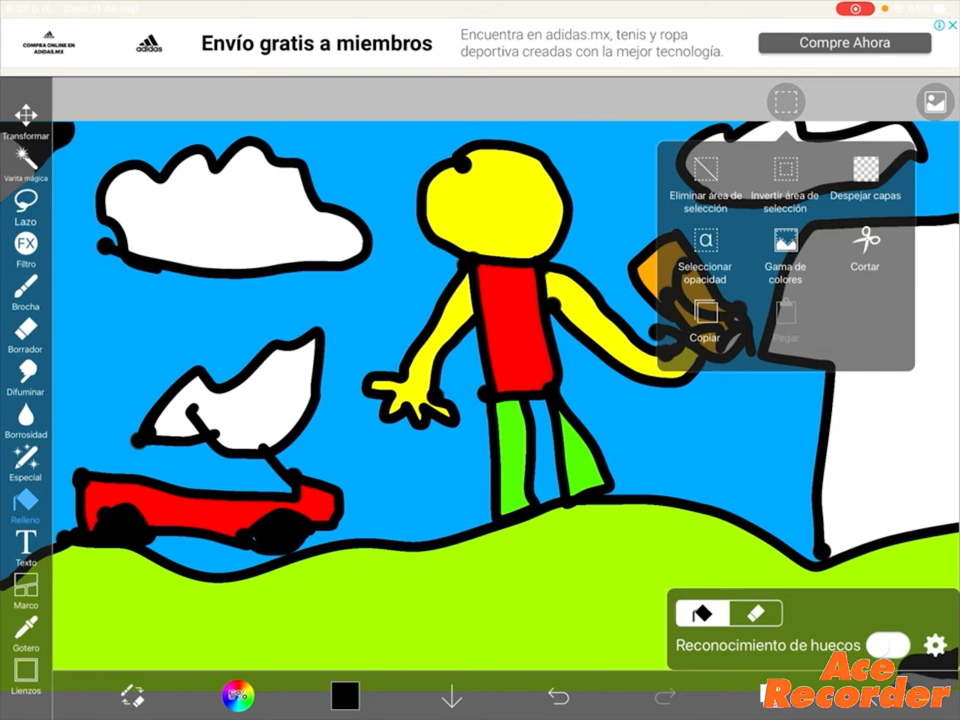 COMPRA ONLINE EN
ADIDAS.MX
adidas
Envío gratis a miembros
Encuentra en adidas.mx, tenis y ropa
deportiva creadas con la mejor tecnología.
Compre Ahora
Transformar
Varita mágica
Lazo
FX
Filtro
Brocha
Borrador
Difuminar
Borrosidad
Especial
Relleno
T
Texto
Marco
Gotero
Lienzos
Eliminar área de
selección
Invertir área de
selección
Despejar capas
α
Seleccionar
opacidad
Gama de
colores
Cortar
Copiar
Pegar
Reconocimiento de huecos
Ace
Recorder